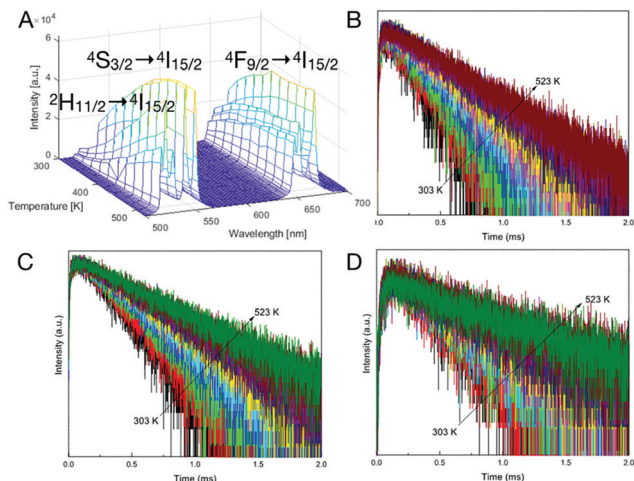 A
Intensity [a.u.]
6
×10⁴
4
2
0
⁴S₃/₂→⁴I₁₅/₂
⁴F₉/₂→⁴I₁₅/₂
²H₁₁/₂→⁴I₁₅/₂
300
400
500
Temperature [K]
500
550
600
650
700
Wavelength [nm]
B
Intensity (a.u.)
523 K
303 K
0.5
1.0
1.5
2.0
Time (ms)
C
Intensity (a.u.)
523 K
303 K
0.0
0.5
1.0
1.5
2.0
Time (ms)
D
Intensity (a.u.)
523 K
303 K
0.0
0.5
1.0
1.5
2.0
Time (ms)